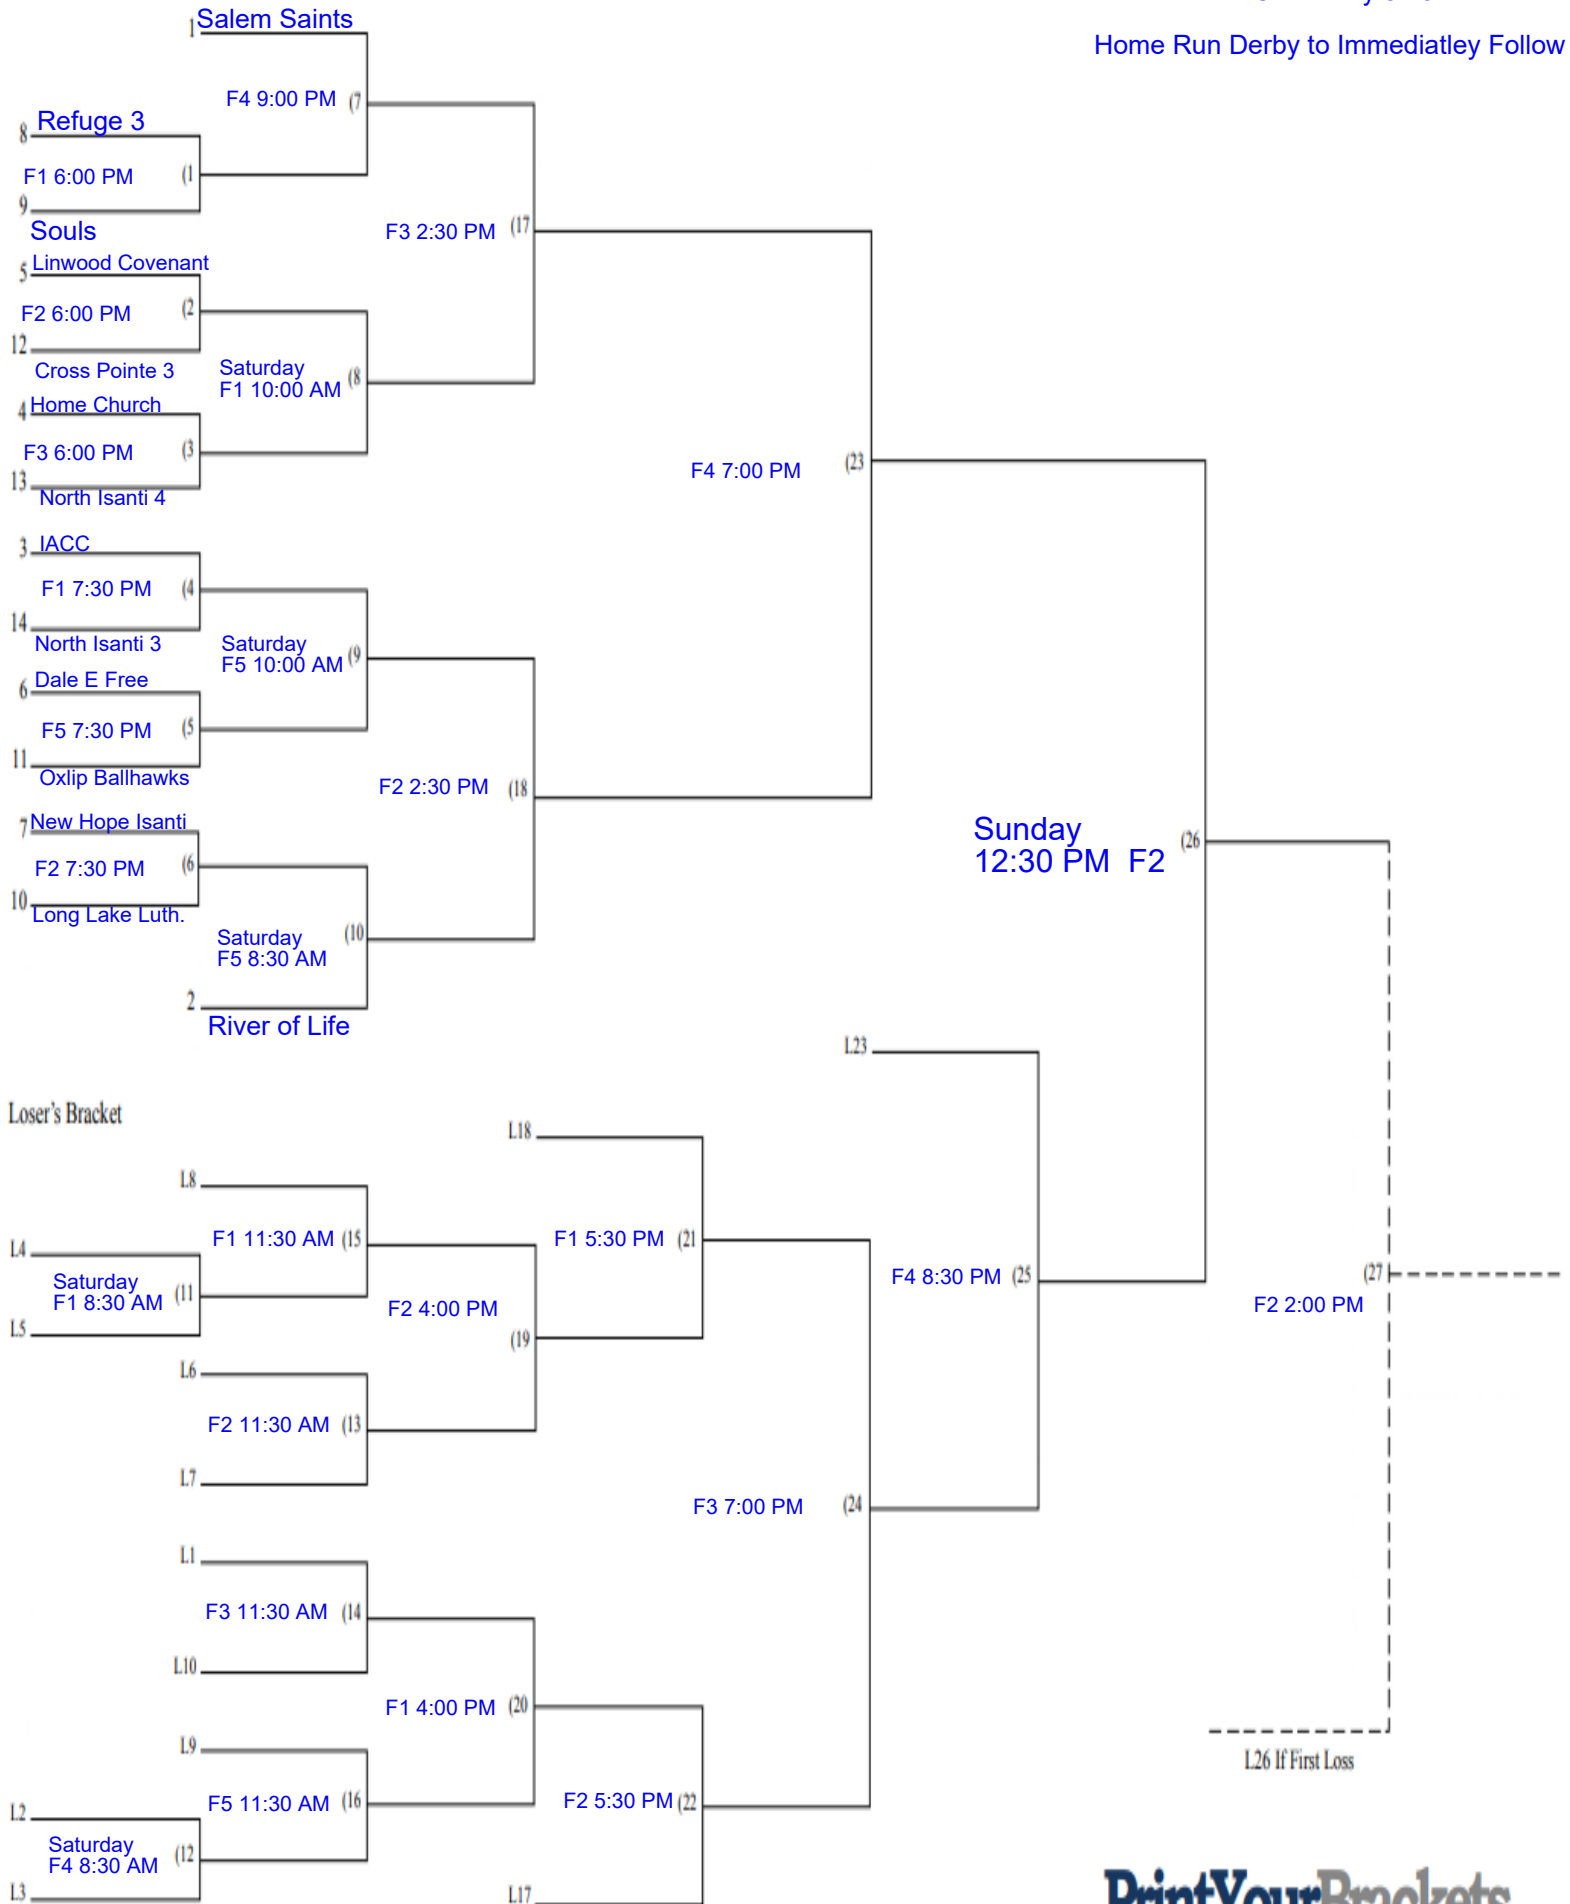 Home Run Derby to Immediatley Follow
1 Salem Saints
F4 9:00 PM (7
8 Refuge 3
F1 6:00 PM (1
9
Souls
F3 2:30 PM (17
5 Linwood Covenant
F2 6:00 PM (2
12
Cross Pointe 3
Saturday
F1 10:00 AM (8
4 Home Church
F3 6:00 PM (3
13
North Isanti 4
F4 7:00 PM (23
3 IACC
F1 7:30 PM (4
14
North Isanti 3
Saturday
F5 10:00 AM (9
6 Dale E Free
F5 7:30 PM (5
11
Oxlip Ballhawks
F2 2:30 PM (18
7 New Hope Isanti
F2 7:30 PM (6
10
Long Lake Luth.
Sunday
12:30 PM F2 (26
Saturday
F5 8:30 AM (10
2
River of Life
L23
Loser's Bracket
L18
L8
F1 11:30 AM (15
F1 5:30 PM (21
L4
Saturday
F1 8:30 AM (11
L5
F2 4:00 PM
(19
F4 8:30 PM (25
(27
F2 2:00 PM
L6
F2 11:30 AM (13
L7
F3 7:00 PM (24
L1
F3 11:30 AM (14
L10
F1 4:00 PM (20
L9
F5 11:30 AM (16
F2 5:30 PM (22
L26 If First Loss
L2
Saturday
F4 8:30 AM (12
L3
L17
PrintYourBrackets